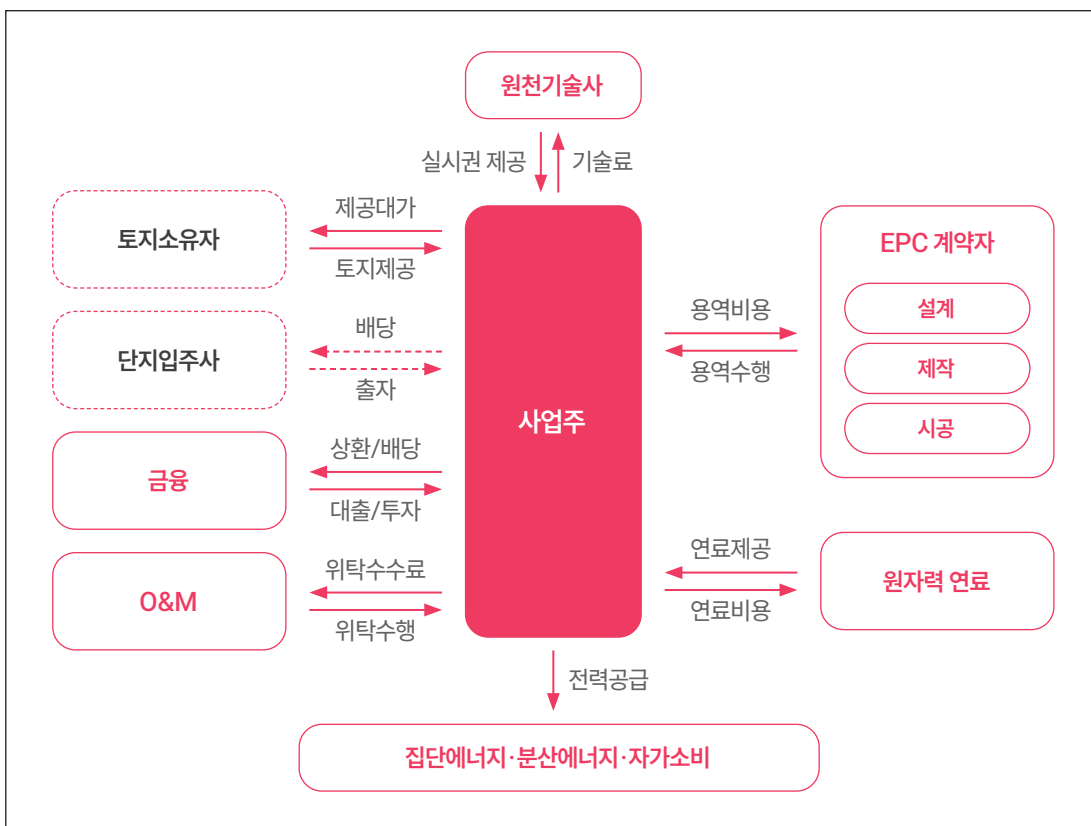 원천기술사
실시권 제공
기술료
토지소유자
제공대가
토지제공
단지입주사
배당
출자
금융
상환/배당
대출/투자
O&M
위탁수수료
위탁수행
사업주
용역비용
용역수행
EPC 계약자
설계
제작
시공
연료제공
연료비용
원자력 연료
전력공급
집단에너지·분산에너지·자가소비